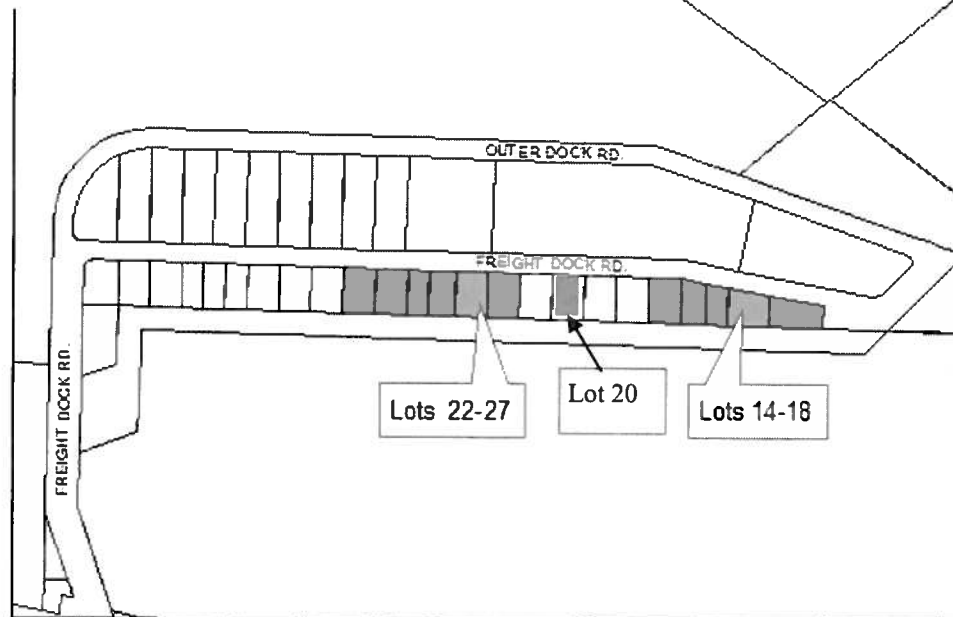 OUTER DOCK RD.
FREIGHT DOCK RD.
FREIGHT DOCK RD.
Lots 22-27
Lot 20
Lots 14-18